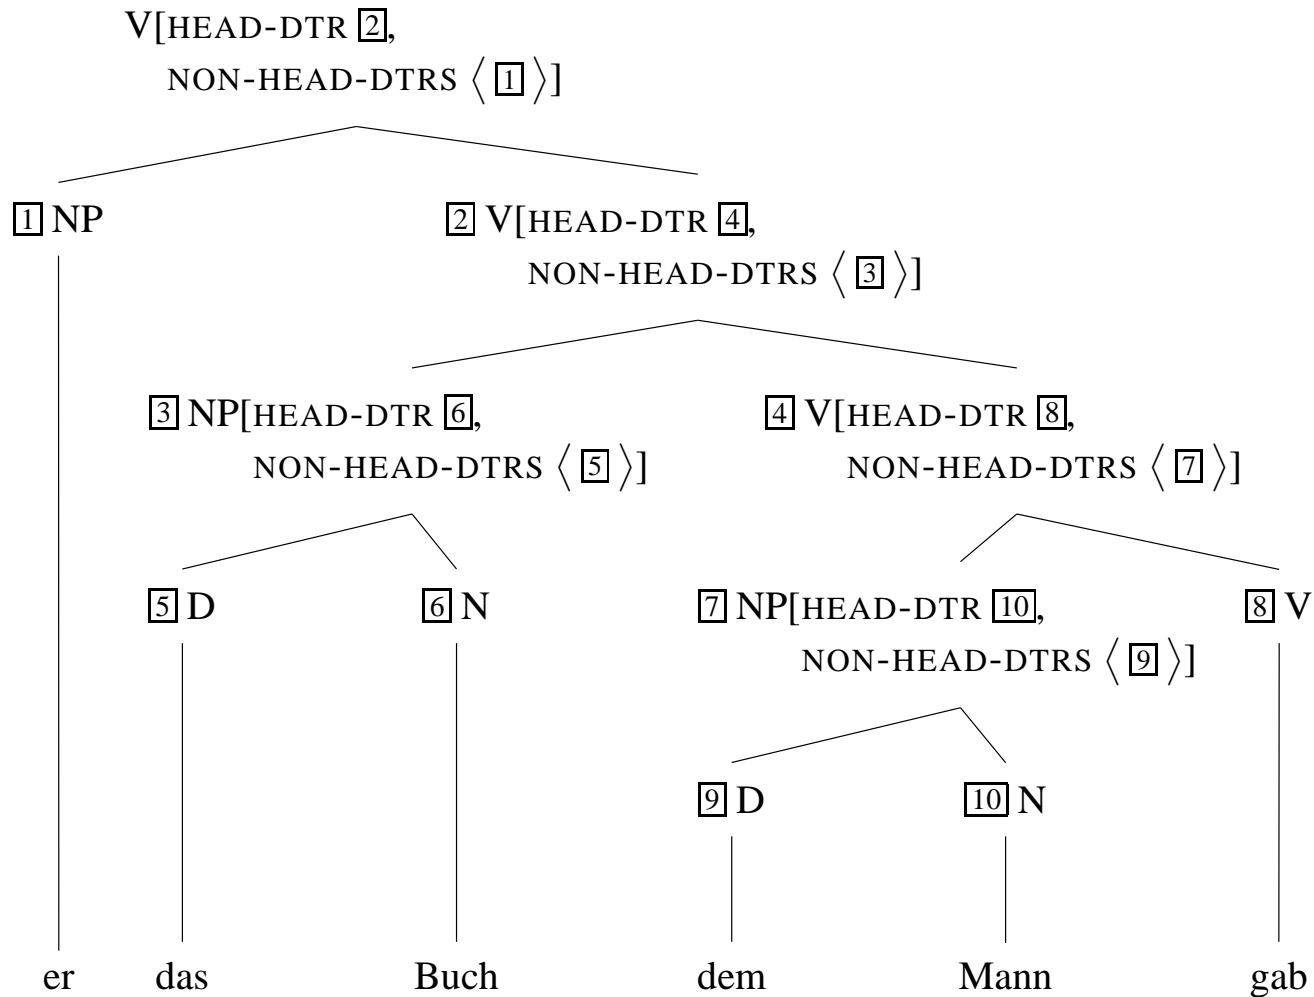 V[HEAD-DTR 2,
NON-HEAD-DTRS ⟨ 1 ⟩]
1 NP
2 V[HEAD-DTR 4,
NON-HEAD-DTRS ⟨ 3 ⟩]
3 NP[HEAD-DTR 6,
NON-HEAD-DTRS ⟨ 5 ⟩]
4 V[HEAD-DTR 8,
NON-HEAD-DTRS ⟨ 7 ⟩]
5 D
6 N
7 NP[HEAD-DTR 10,
NON-HEAD-DTRS ⟨ 9 ⟩]
8 V
9 D
10 N
er das Buch dem Mann gab